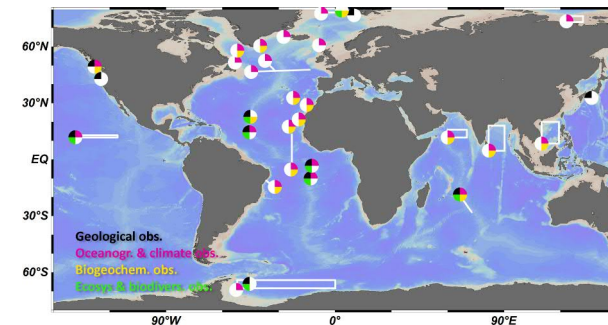 60°N
30°N
EQ
30°S
Geological obs.
Oceanogr. & climate obs.
Biogeochem. obs.
Ecosys & biodivers. obs.
60°S
90°W
0°
90°E